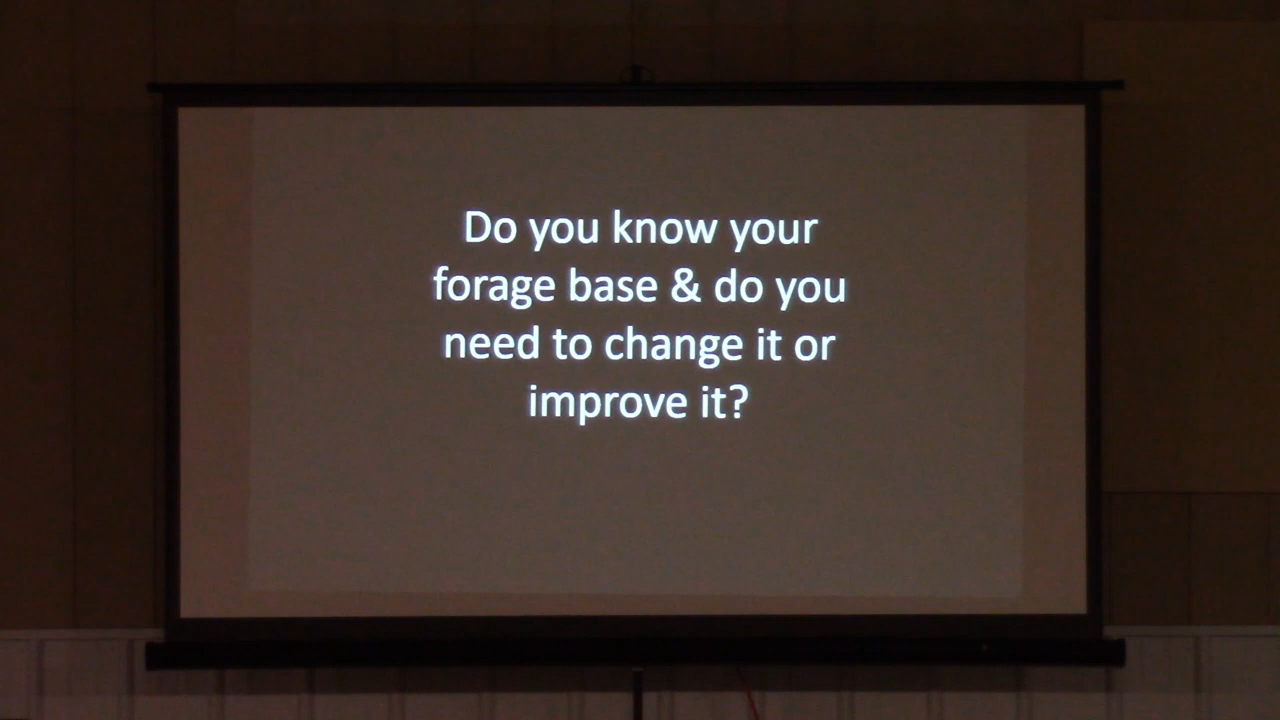 Do you know your
forage base & do you
need to change it or
improve it?